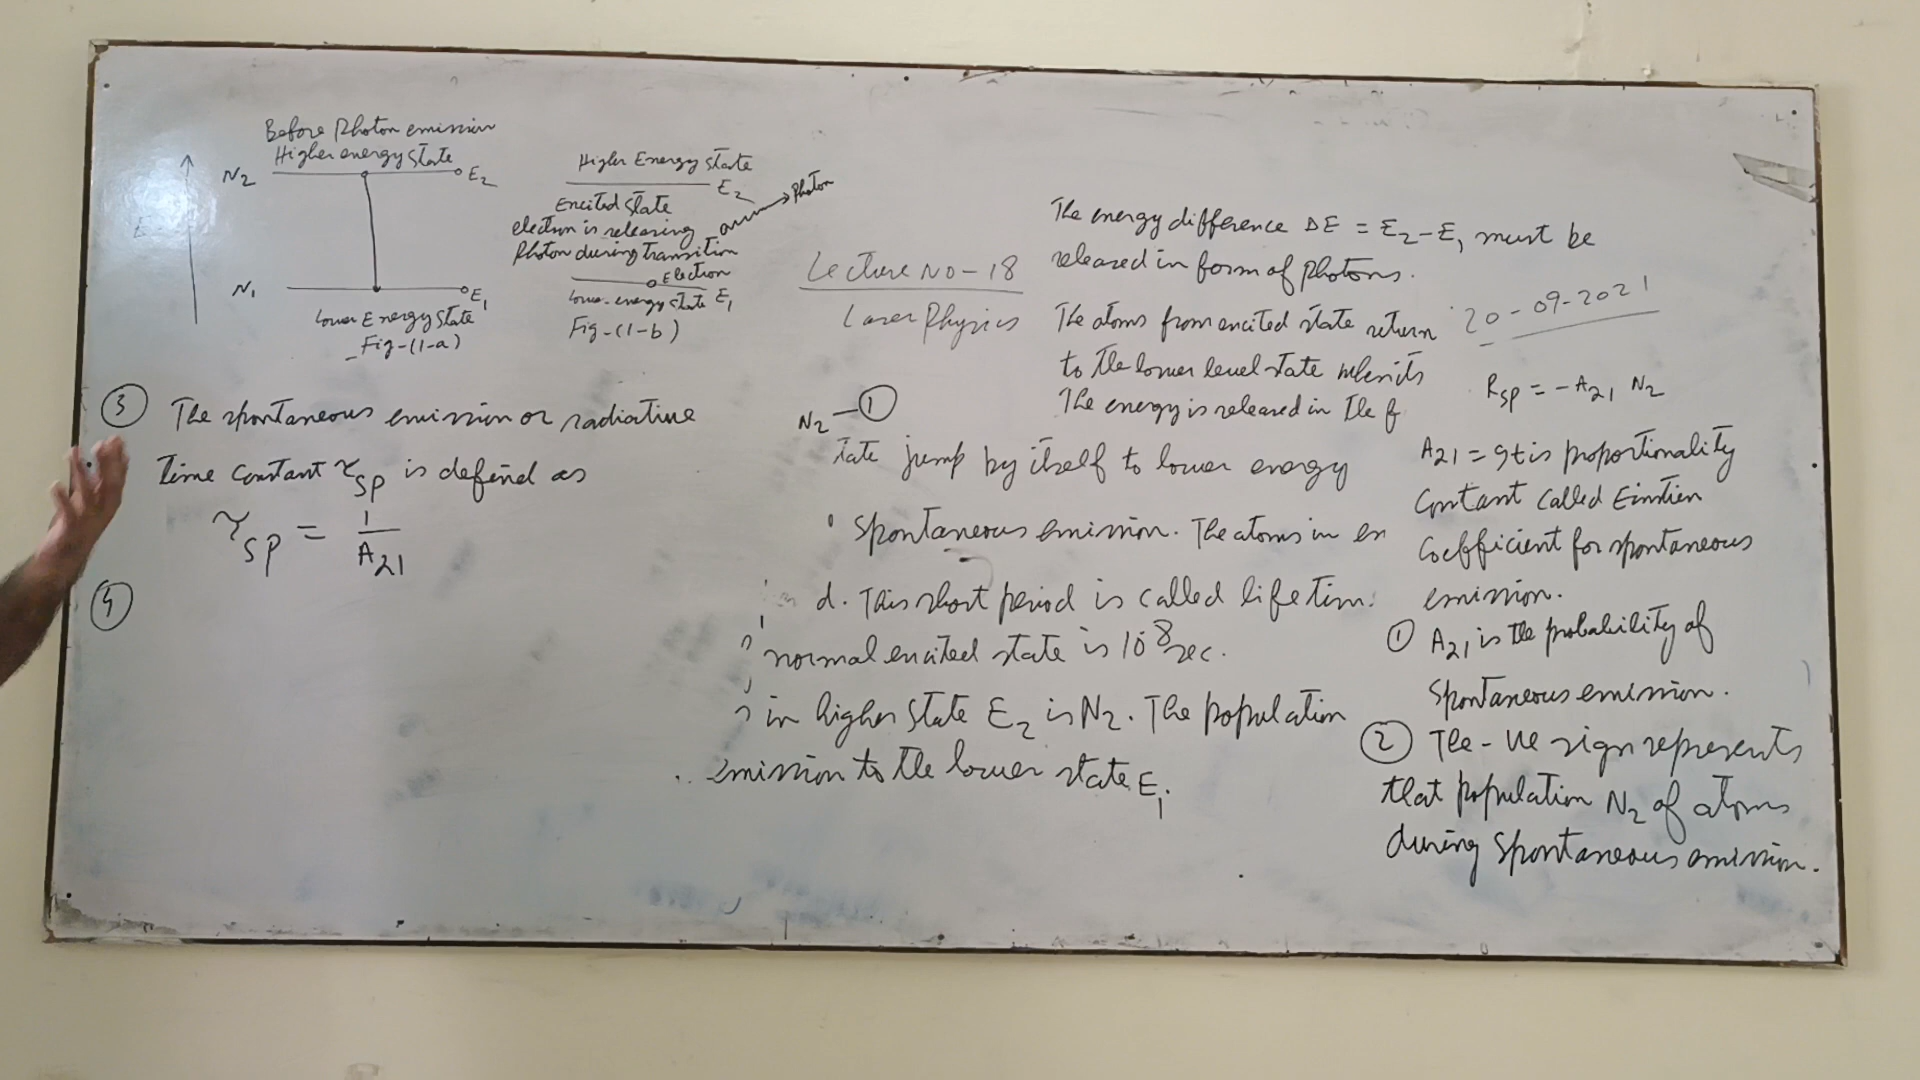 Before Photon emission
Higher energy state
N2
E2
N1
E1
Lower Energy state
Fig-(1-a)
Higher Energy state
E2
Excited state
electron is releasing
Photon during transition
Photon
Electron
Lower energy state E1
Fig-(1-b)
Lecture No-18
Laser Physics
The energy difference ΔE = E2-E1 must be
released in form of photons.
The atoms from excited state return
to the lower level state
The energy is released in the f
20-09-2021
Rsp = -A21 N2
③ The spontaneous emission or radiative
time constant τsp is defind as
τsp = 1/A21
④
N2 — ①
tate jump by itself to lower energy
spontaneous emission. The atoms in ex
d. This short period is called life tim
normal excited state is 10-8 sec.
in higher state E2 is N2. The population
emission to the lower state E1.
A21 = It is proportionality
constant called Einstien
Coefficient for spontaneous
emission.
① A21 is the probability of
spontaneous emission.
② The -ve sign represents
that population N2 of atoms
during spontaneous emission.